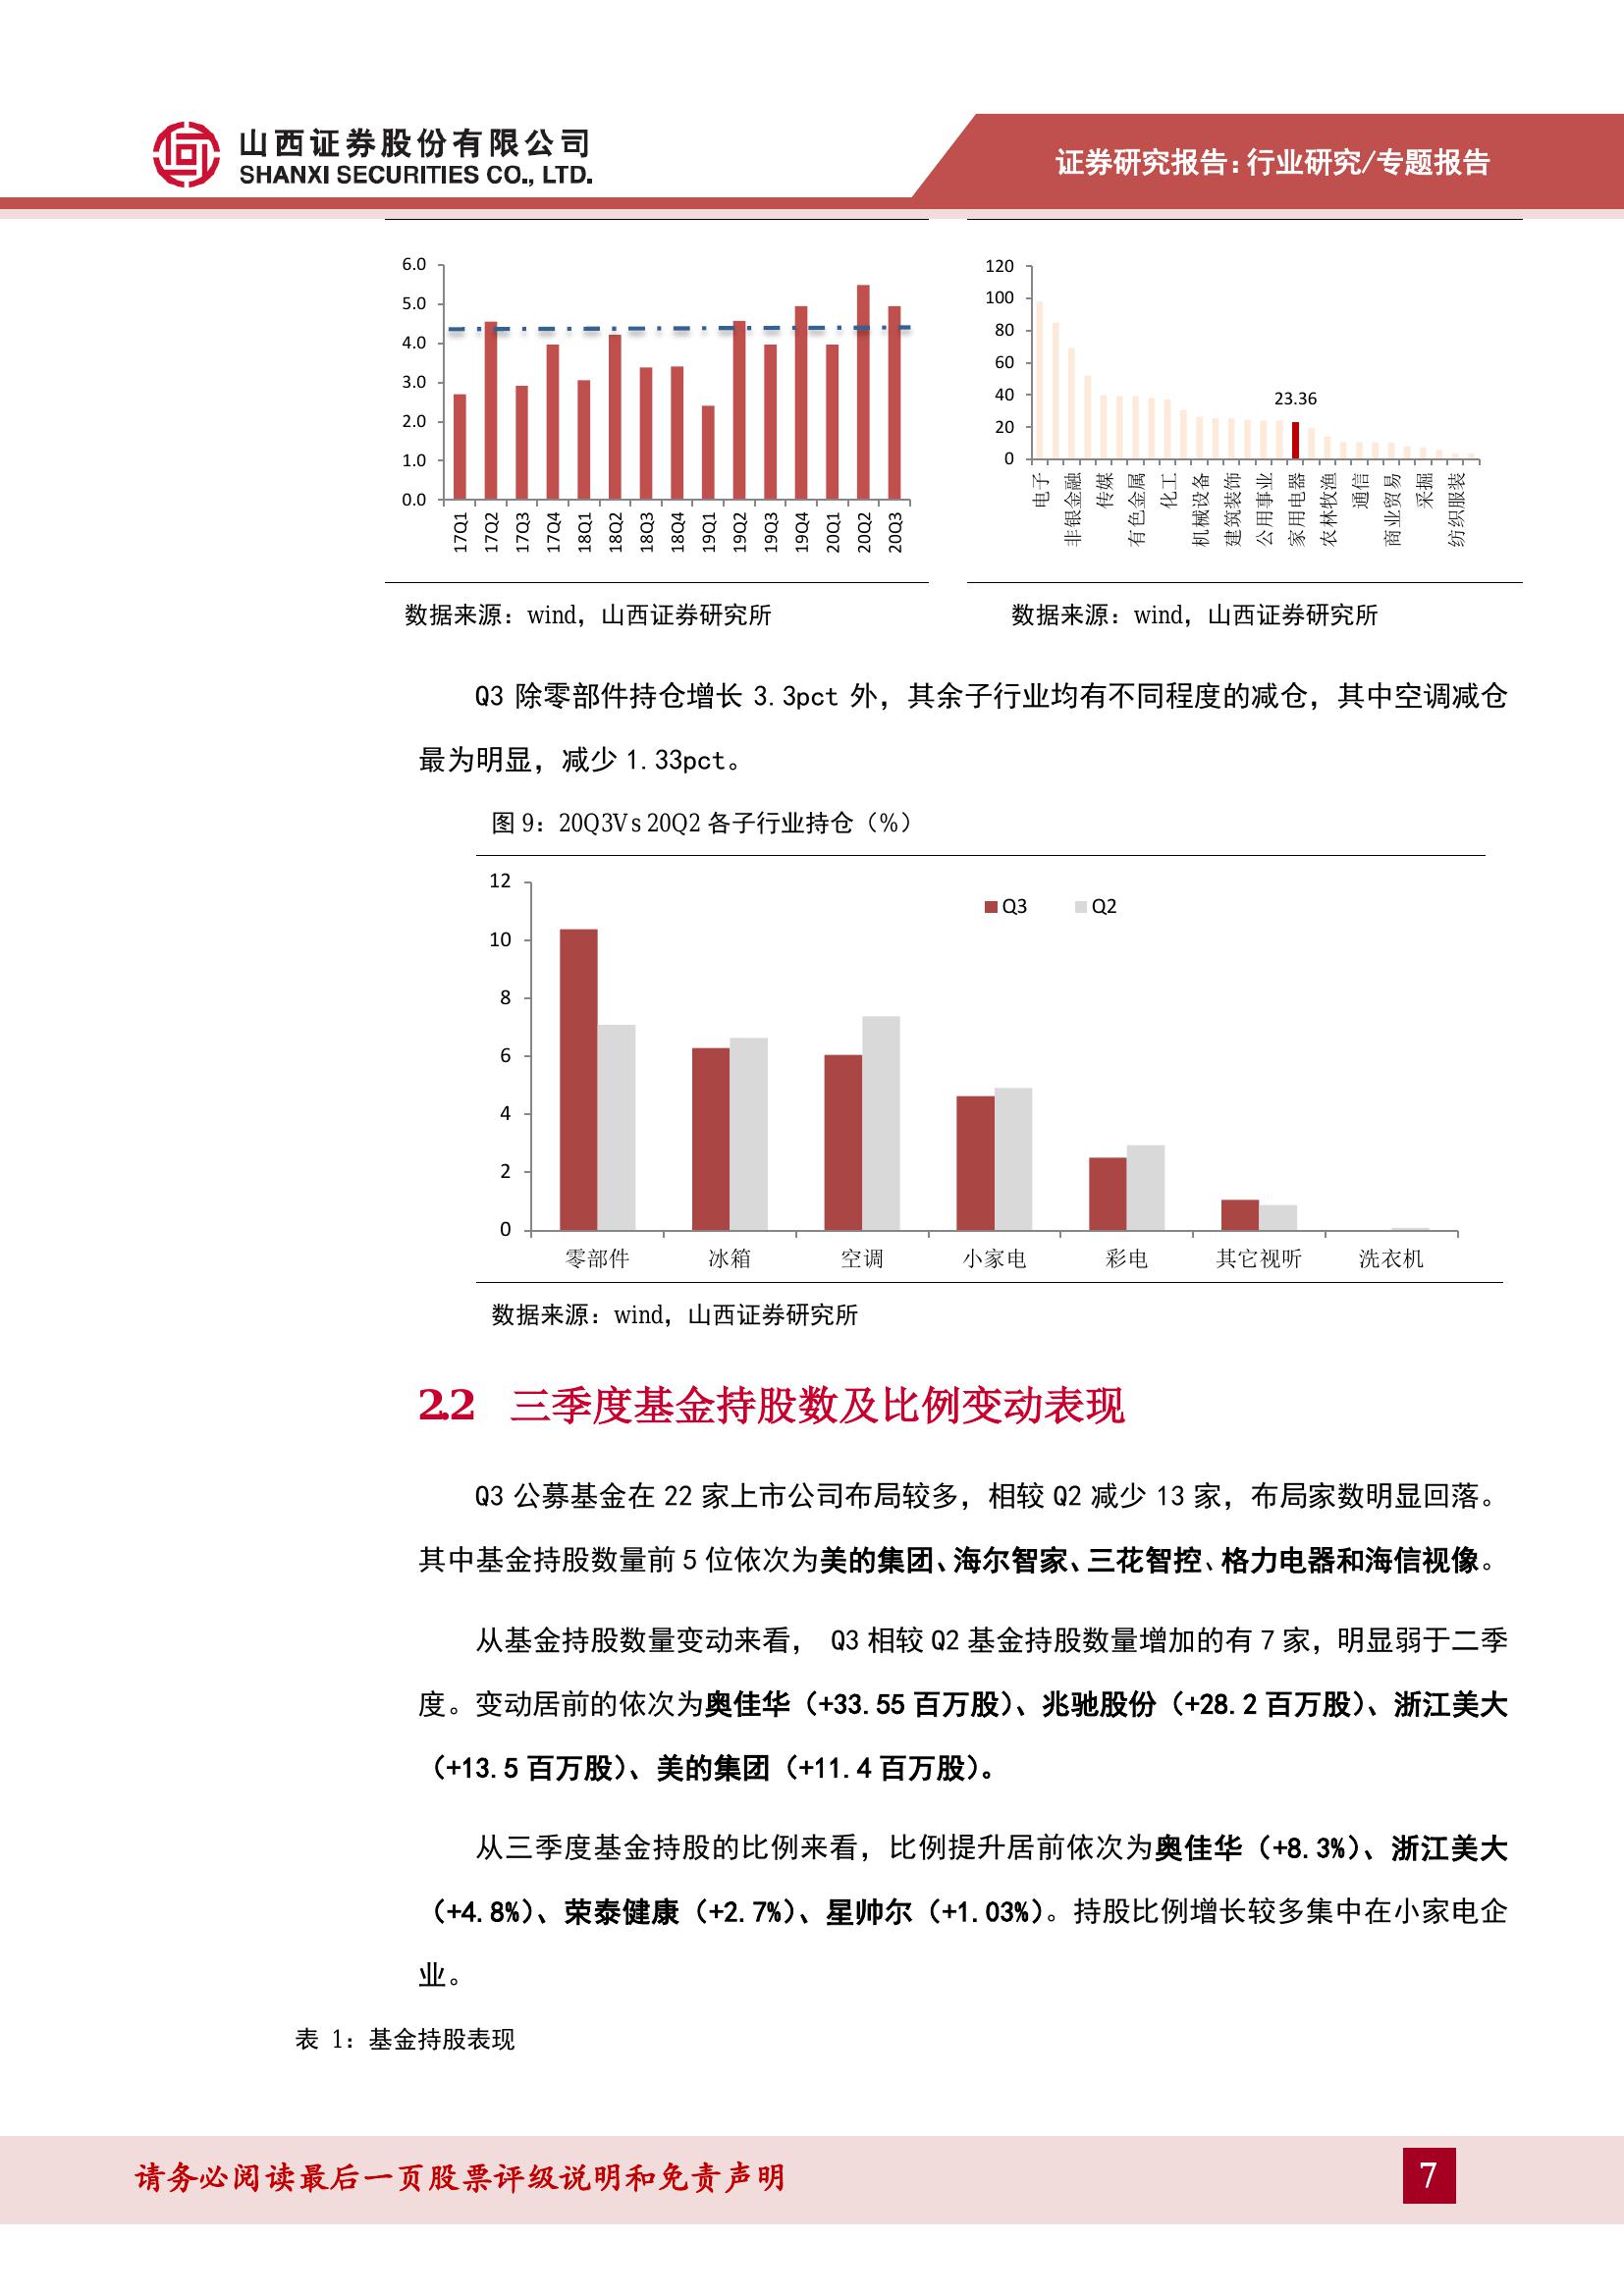 山西证券股份有限公司
SHANXI SECURITIES CO., LTD.
证券研究报告：行业研究/专题报告
6.0
5.0
4.0
3.0
2.0
1.0
0.0
17Q1 17Q2 17Q3 17Q4 18Q1 18Q2 18Q3 18Q4 19Q1 19Q2 19Q3 19Q4 20Q1 20Q2 20Q3
120
100
80
60
40
20
0
23.36
电子 非银金融 传媒 有色金属 化工 机械设备 建筑装饰 公用事业 家用电器 农林牧渔 通信 商业贸易 采掘 纺织服装
数据来源：wind，山西证券研究所
数据来源：wind，山西证券研究所
Q3 除零部件持仓增长 3.3pct 外，其余子行业均有不同程度的减仓，其中空调减仓
最为明显，减少 1.33pct。
图 9：20Q3Vs 20Q2 各子行业持仓（%）
12
10
8
6
4
2
0
Q3 Q2
零部件 冰箱 空调 小家电 彩电 其它视听 洗衣机
数据来源：wind，山西证券研究所
2.2 三季度基金持股数及比例变动表现
Q3 公募基金在 22 家上市公司布局较多，相较 Q2 减少 13 家，布局家数明显回落。
其中基金持股数量前 5 位依次为美的集团、海尔智家、三花智控、格力电器和海信视像。
从基金持股数量变动来看， Q3 相较 Q2 基金持股数量增加的有 7 家，明显弱于二季
度。变动居前的依次为奥佳华（+33.55 百万股）、兆驰股份（+28.2 百万股）、浙江美大
（+13.5 百万股）、美的集团（+11.4 百万股）。
从三季度基金持股的比例来看，比例提升居前依次为奥佳华（+8.3%）、浙江美大
（+4.8%）、荣泰健康（+2.7%）、星帅尔（+1.03%）。持股比例增长较多集中在小家电企
业。
表 1：基金持股表现
请务必阅读最后一页股票评级说明和免责声明
7